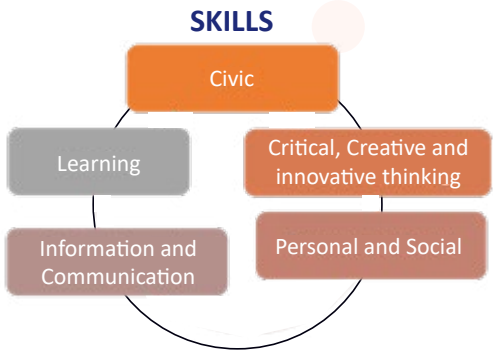 SKILLS
Civic
Learning
Critical, Creative and
innovative thinking
Information and
Communication
Personal and Social